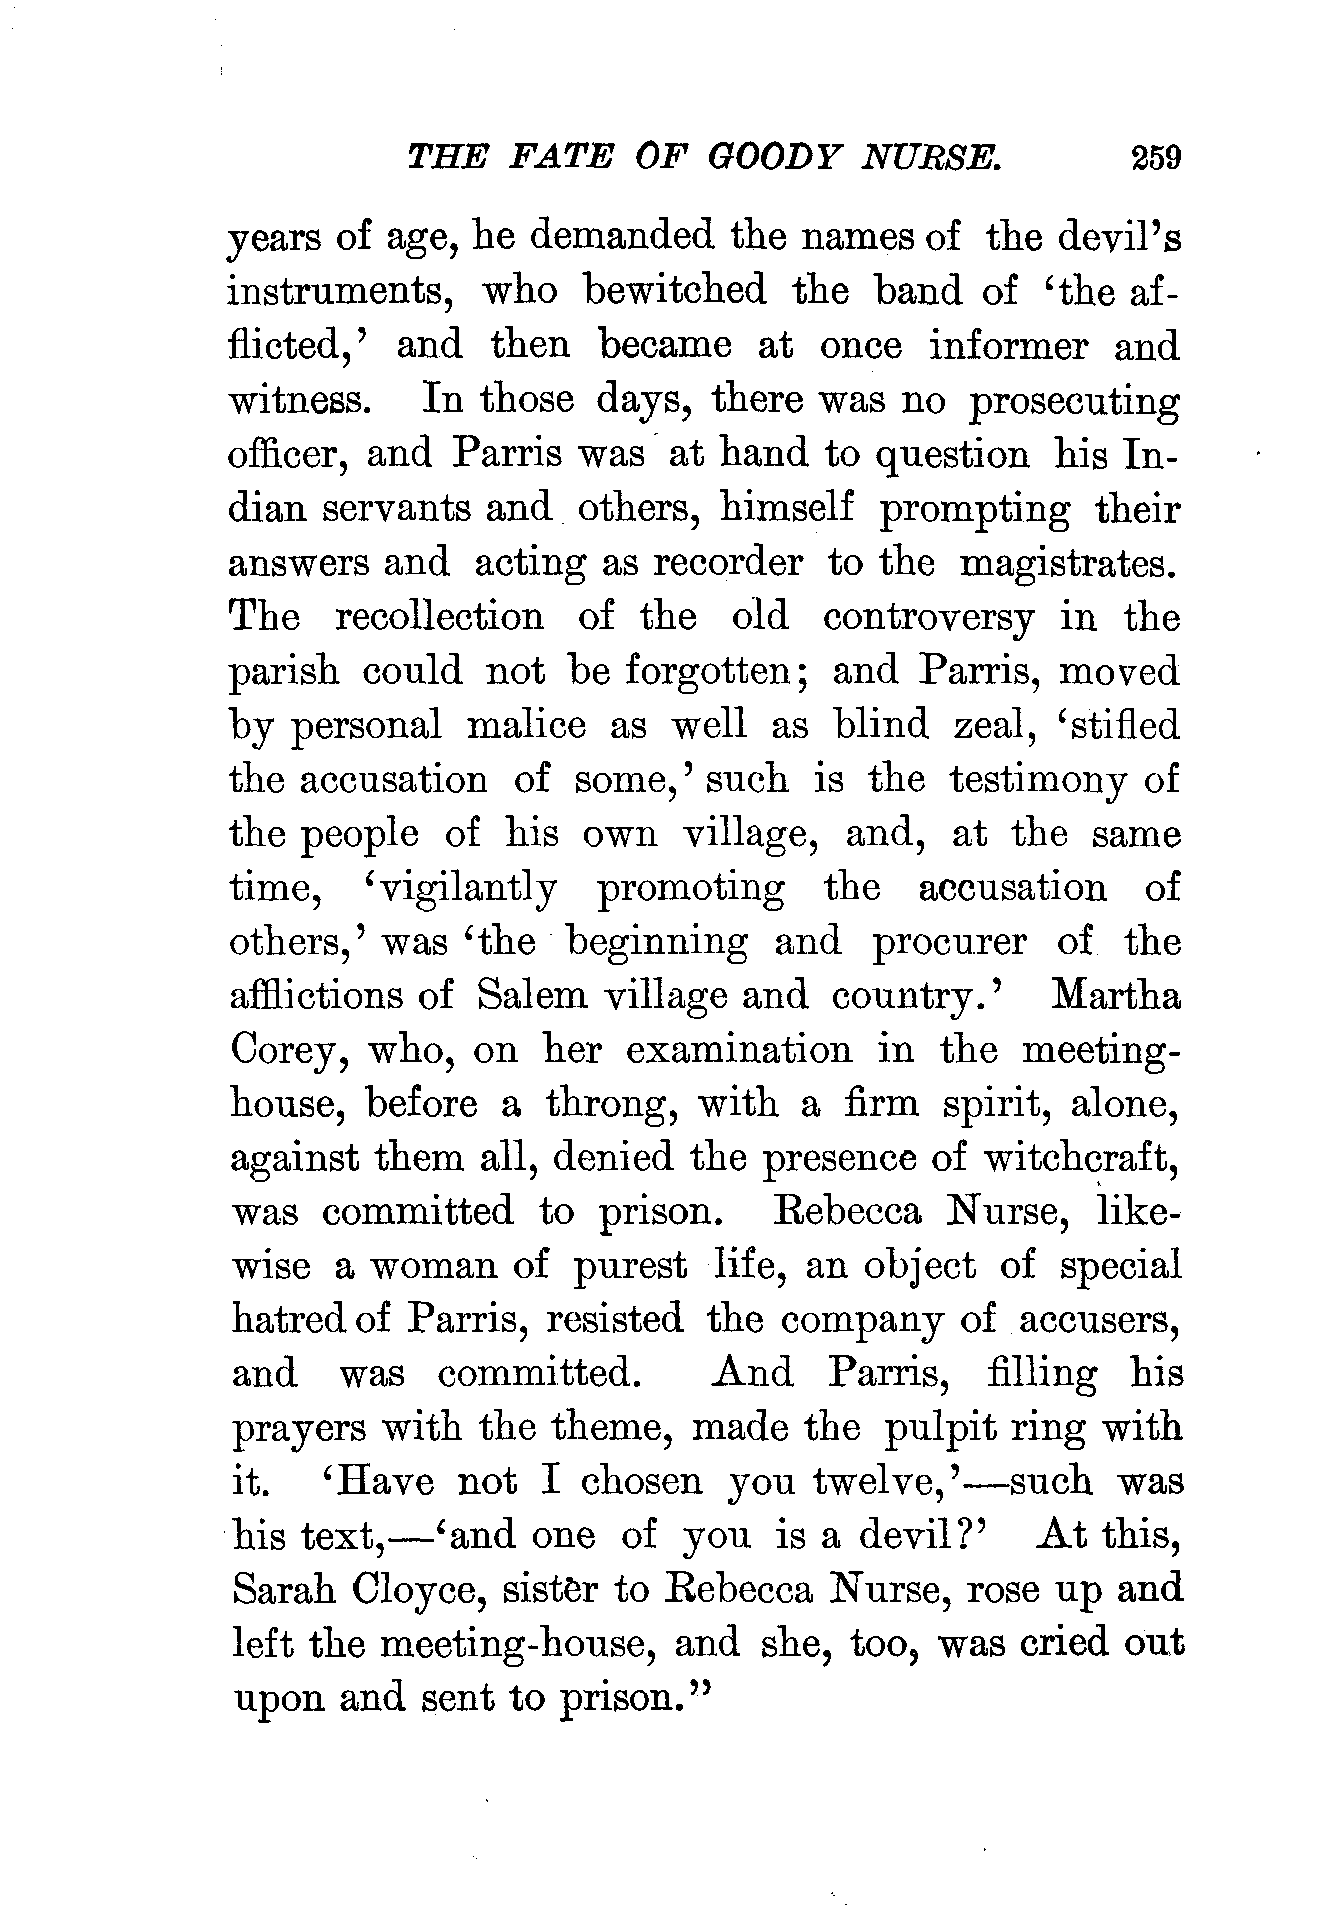 THE FATE OF GOODY NURSE. 259
years of age, he demanded the names of the devil's
instruments, who bewitched the band of ‘the af-
flicted,’ and then became at once informer and
witness. In those days, there was no prosecuting
officer, and Parris was at hand to question his In-
dian servants and others, himself prompting their
answers and acting as recorder to the magistrates.
The recollection of the old controversy in the
parish could not be forgotten; and Parris, moved
by personal malice as well as blind zeal, ‘stifled
the accusation of some,’ such is the testimony of
the people of his own village, and, at the same
time, ‘vigilantly promoting the accusation of
others,’ was ‘the beginning and procurer of the
afflictions of Salem village and country.’ Martha
Corey, who, on her examination in the meeting-
house, before a throng, with a firm spirit, alone,
against them all, denied the presence of witchcraft,
was committed to prison. Rebecca Nurse, like-
wise a woman of purest life, an object of special
hatred of Parris, resisted the company of accusers,
and was committed. And Parris, filling his
prayers with the theme, made the pulpit ring with
it. ‘Have not I chosen you twelve,’—such was
his text,—‘and one of you is a devil?’ At this,
Sarah Cloyce, sister to Rebecca Nurse, rose up and
left the meeting-house, and she, too, was cried out
upon and sent to prison.”